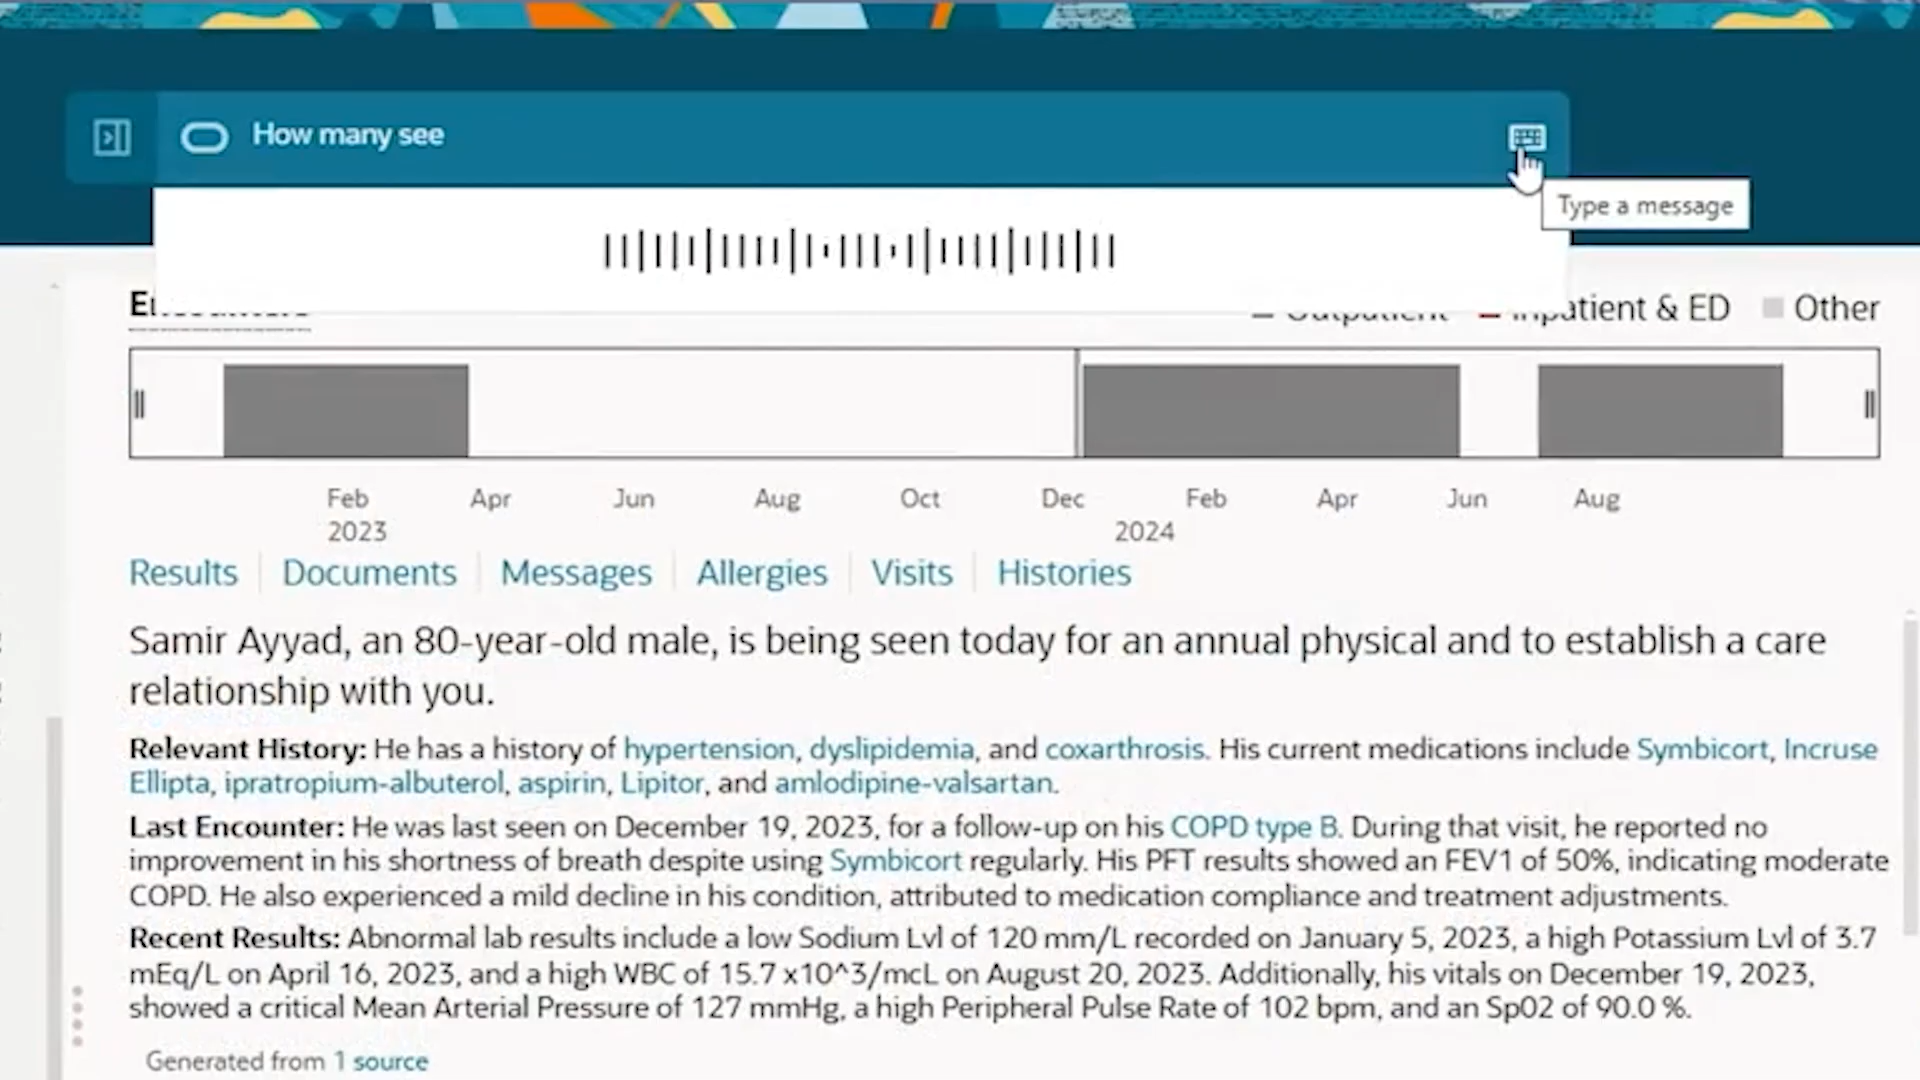 How many see
Type a message
Inpatient & ED Other
Feb Apr Jun Aug Oct Dec Feb Apr Jun Aug
2023 2024
Results Documents Messages Allergies Visits Histories
Samir Ayyad, an 80-year-old male, is being seen today for an annual physical and to establish a care
relationship with you.
Relevant History: He has a history of hypertension, dyslipidemia, and coxarthrosis. His current medications include Symbicort, Incruse
Ellipta, ipratropium-albuterol, aspirin, Lipitor, and amlodipine-valsartan.
Last Encounter: He was last seen on December 19, 2023, for a follow-up on his COPD type B. During that visit, he reported no
improvement in his shortness of breath despite using Symbicort regularly. His PFT results showed an FEV1 of 50%, indicating moderate
COPD. He also experienced a mild decline in his condition, attributed to medication compliance and treatment adjustments.
Recent Results: Abnormal lab results include a low Sodium Lvl of 120 mm/L recorded on January 5, 2023, a high Potassium Lvl of 3.7
mEq/L on April 16, 2023, and a high WBC of 15.7 x10^3/mcL on August 20, 2023. Additionally, his vitals on December 19, 2023,
showed a critical Mean Arterial Pressure of 127 mmHg, a high Peripheral Pulse Rate of 102 bpm, and an Sp02 of 90.0 %.
Generated from 1 source